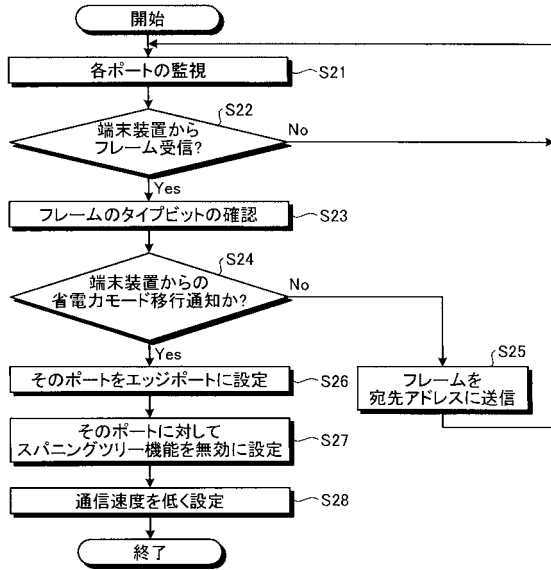 開始
各ポートの監視
S21
S22
端末装置から
フレーム受信?
No
Yes
フレームのタイプビットの確認
S23
S24
端末装置からの
省電力モード移行通知か?
No
Yes
S25
フレームを
宛先アドレスに送信
そのポートをエッジポートに設定
S26
そのポートに対して
スパニングツリー機能を無効に設定
S27
通信速度を低く設定
S28
終了